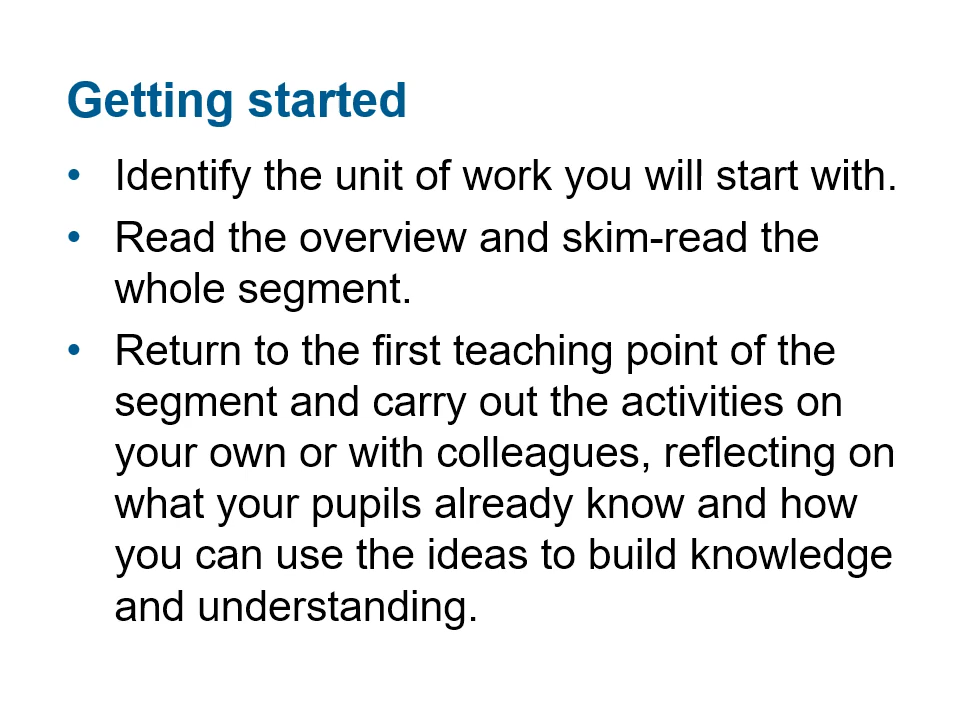 Getting started
• Identify the unit of work you will start with.
• Read the overview and skim-read the
whole segment.
• Return to the first teaching point of the
segment and carry out the activities on
your own or with colleagues, reflecting on
what your pupils already know and how
you can use the ideas to build knowledge
and understanding.